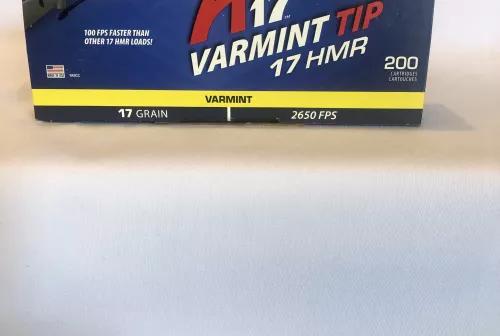 17
VARMINT TIP
17 HMR
100 FPS FASTER THAN
OTHER 17 HMR LOADS!
200
CARTRIDGES
CARTOUCHES
VARMINT
17 GRAIN
2650 FPS